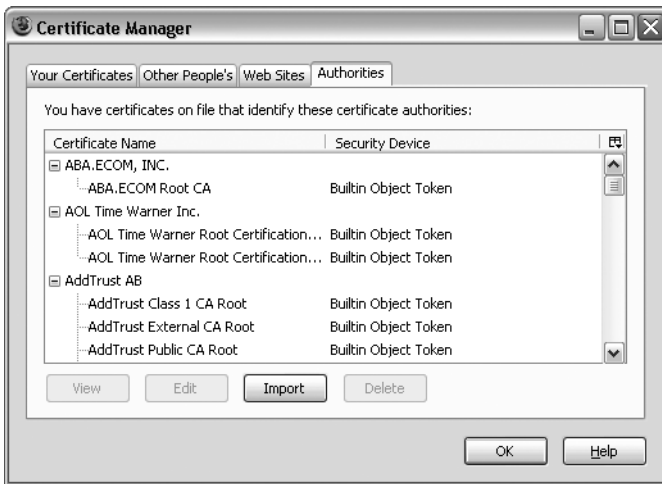 Certificate Manager
Your Certificates Other People's Web Sites Authorities
You have certificates on file that identify these certificate authorities:
Certificate Name Security Device
ABA.ECOM, INC.
ABA.ECOM Root CA Builtin Object Token
AOL Time Warner Inc.
AOL Time Warner Root Certification... Builtin Object Token
AOL Time Warner Root Certification... Builtin Object Token
AddTrust AB
AddTrust Class 1 CA Root Builtin Object Token
AddTrust External CA Root Builtin Object Token
AddTrust Public CA Root Builtin Object Token
View Edit Import Delete
OK Help